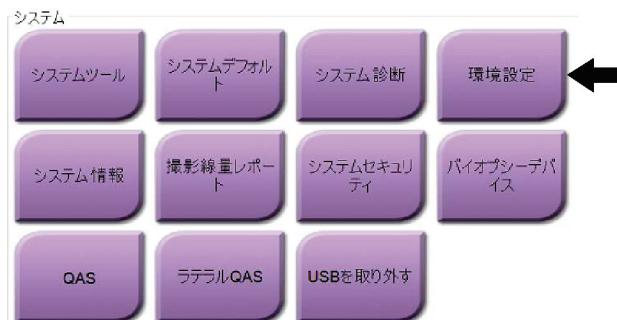 システム
システムツール
システムデフォル
ト
システム診断
環境設定
システム情報
撮影線量レポー
ト
システムセキュリ
ティ
バイオプシーデバ
イス
QAS
ラテラルQAS
USBを取り外す